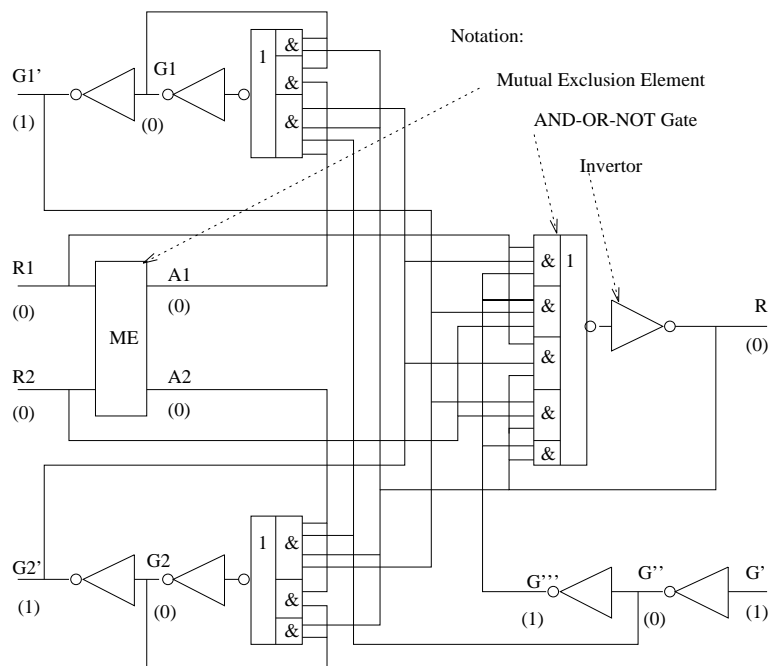 Notation:
Mutual Exclusion Element
AND-OR-NOT Gate
Invertor
G1'
(1)
G1
(0)
1
&
&
&
R1
(0)
A1
(0)
ME
R2
(0)
A2
(0)
&
1
&
&
&
&
R
(0)
G2'
(1)
G2
(0)
1
&
&
&
G'''
(1)
G''
(0)
G'
(1)